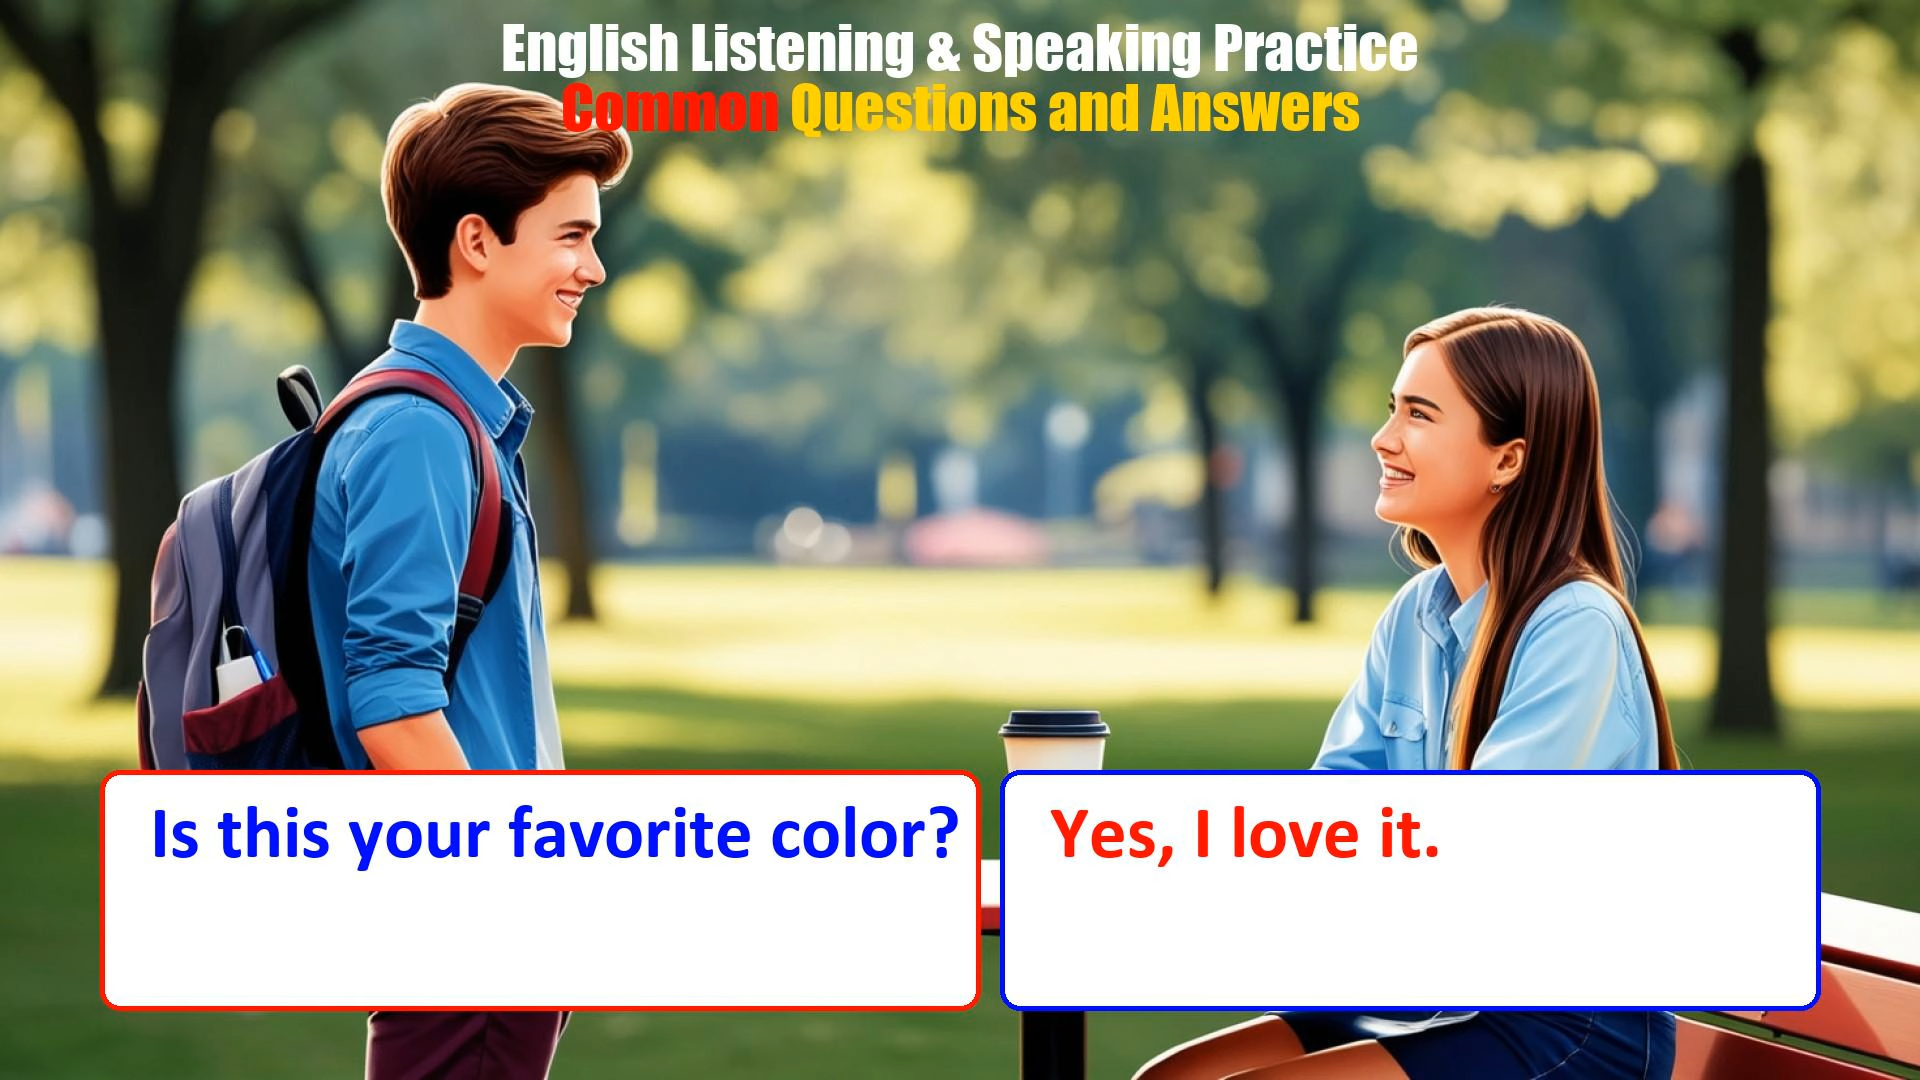 English Listening & Speaking Practice
Common Questions and Answers
Is this your favorite color?
Yes, I love it.